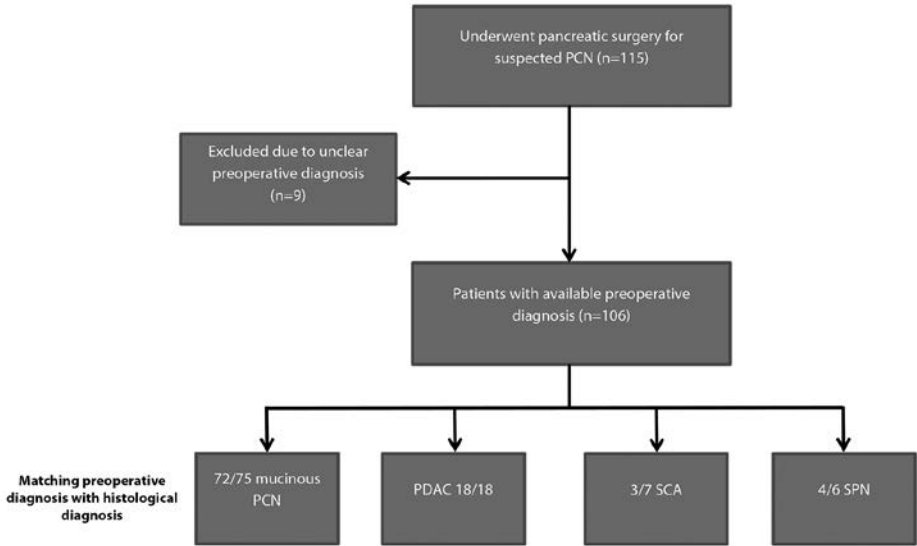 Underwent pancreatic surgery for
suspected PCN (n=115)
Excluded due to unclear
preoperative diagnosis
(n=9)
Patients with available preoperative
diagnosis (n=106)
Matching preoperative
diagnosis with histological
diagnosis
72/75 mucinous
PCN
PDAC 18/18
3/7 SCA
4/6 SPN